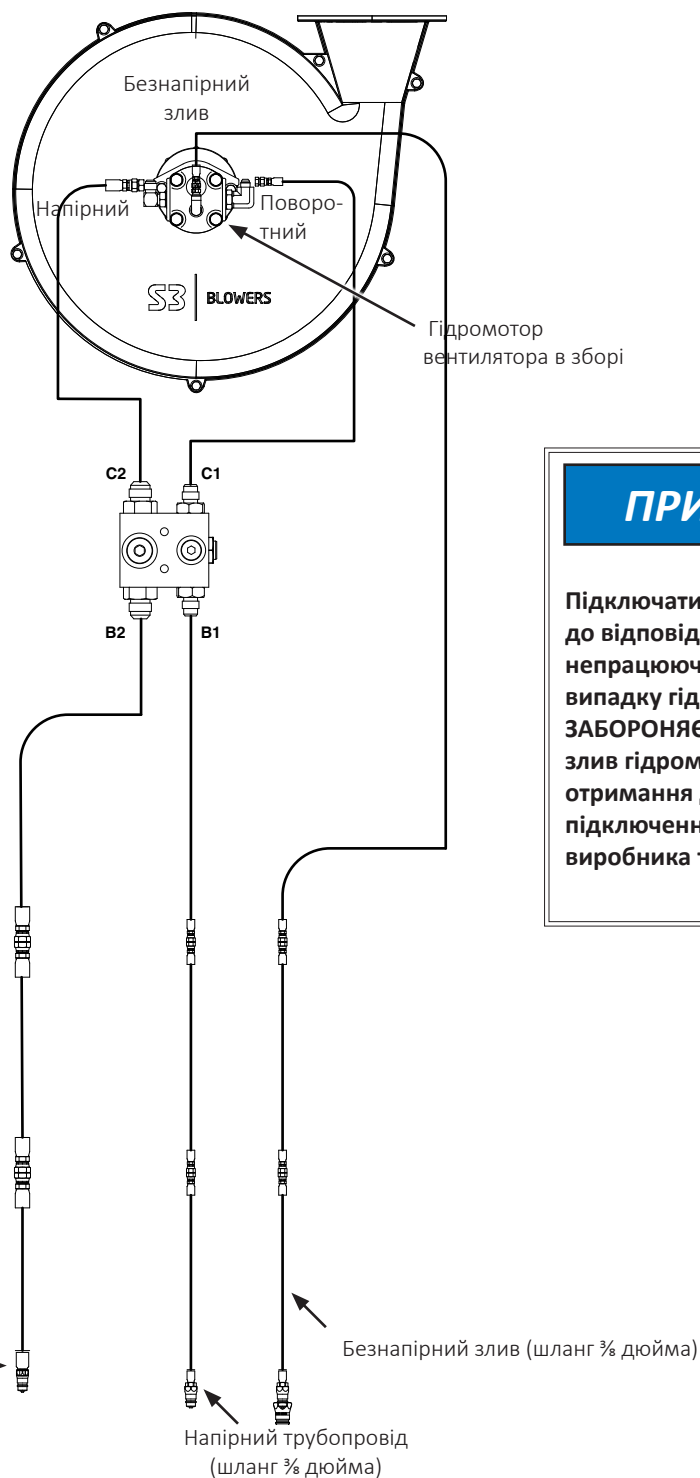 Безнапірний
злив
Напірний
Поворо-
тний
S3 | BLOWERS
Гідромотор
вентилятора в зборі
C2
C1
B2
B1
ПРИ
Підключати
до відповід
непрацююч
випадку гід
ЗАБОРОНЯЄ
злив гідром
отримання
підключенн
виробника т
Безнапірний злив (шланг ⅜ дюйма)
Напірний трубопровід
(шланг ⅜ дюйма)